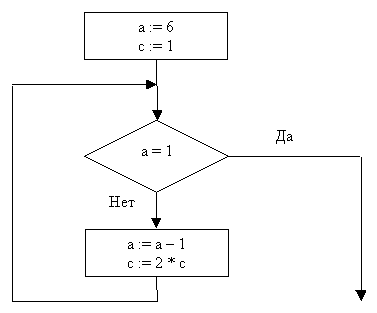 a := 6
c := 1
a = 1
Да
Нет
a := a – 1
c := 2 * c